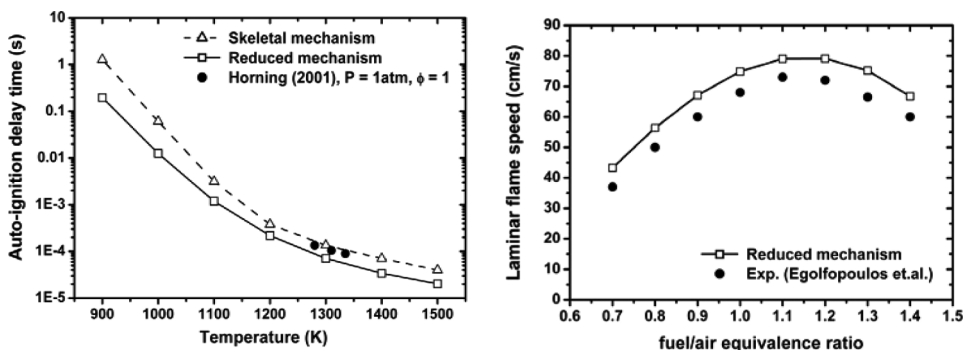 Auto-ignition delay time (s)
10
1
0.1
0.01
1E-3
1E-4
1E-5
Skeletal mechanism
Reduced mechanism
Horning (2001), P = 1atm, ϕ = 1
900 1000 1100 1200 1300 1400 1500
Temperature (K)
Laminar flame speed (cm/s)
90
80
70
60
50
40
30
20
10
0
Reduced mechanism
Exp. (Egolfopoulos et.al.)
0.6 0.7 0.8 0.9 1.0 1.1 1.2 1.3 1.4 1.5
fuel/air equivalence ratio